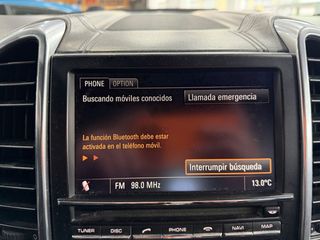 PHONE OPTION
Buscando móviles conocidos
Llamada emergencia
La función Bluetooth debe estar
activada en el teléfono móvil.
Interrumpir búsqueda
FM 98.0 MHz
13.0°C
TUNER DISC PHONE NAVI MAP